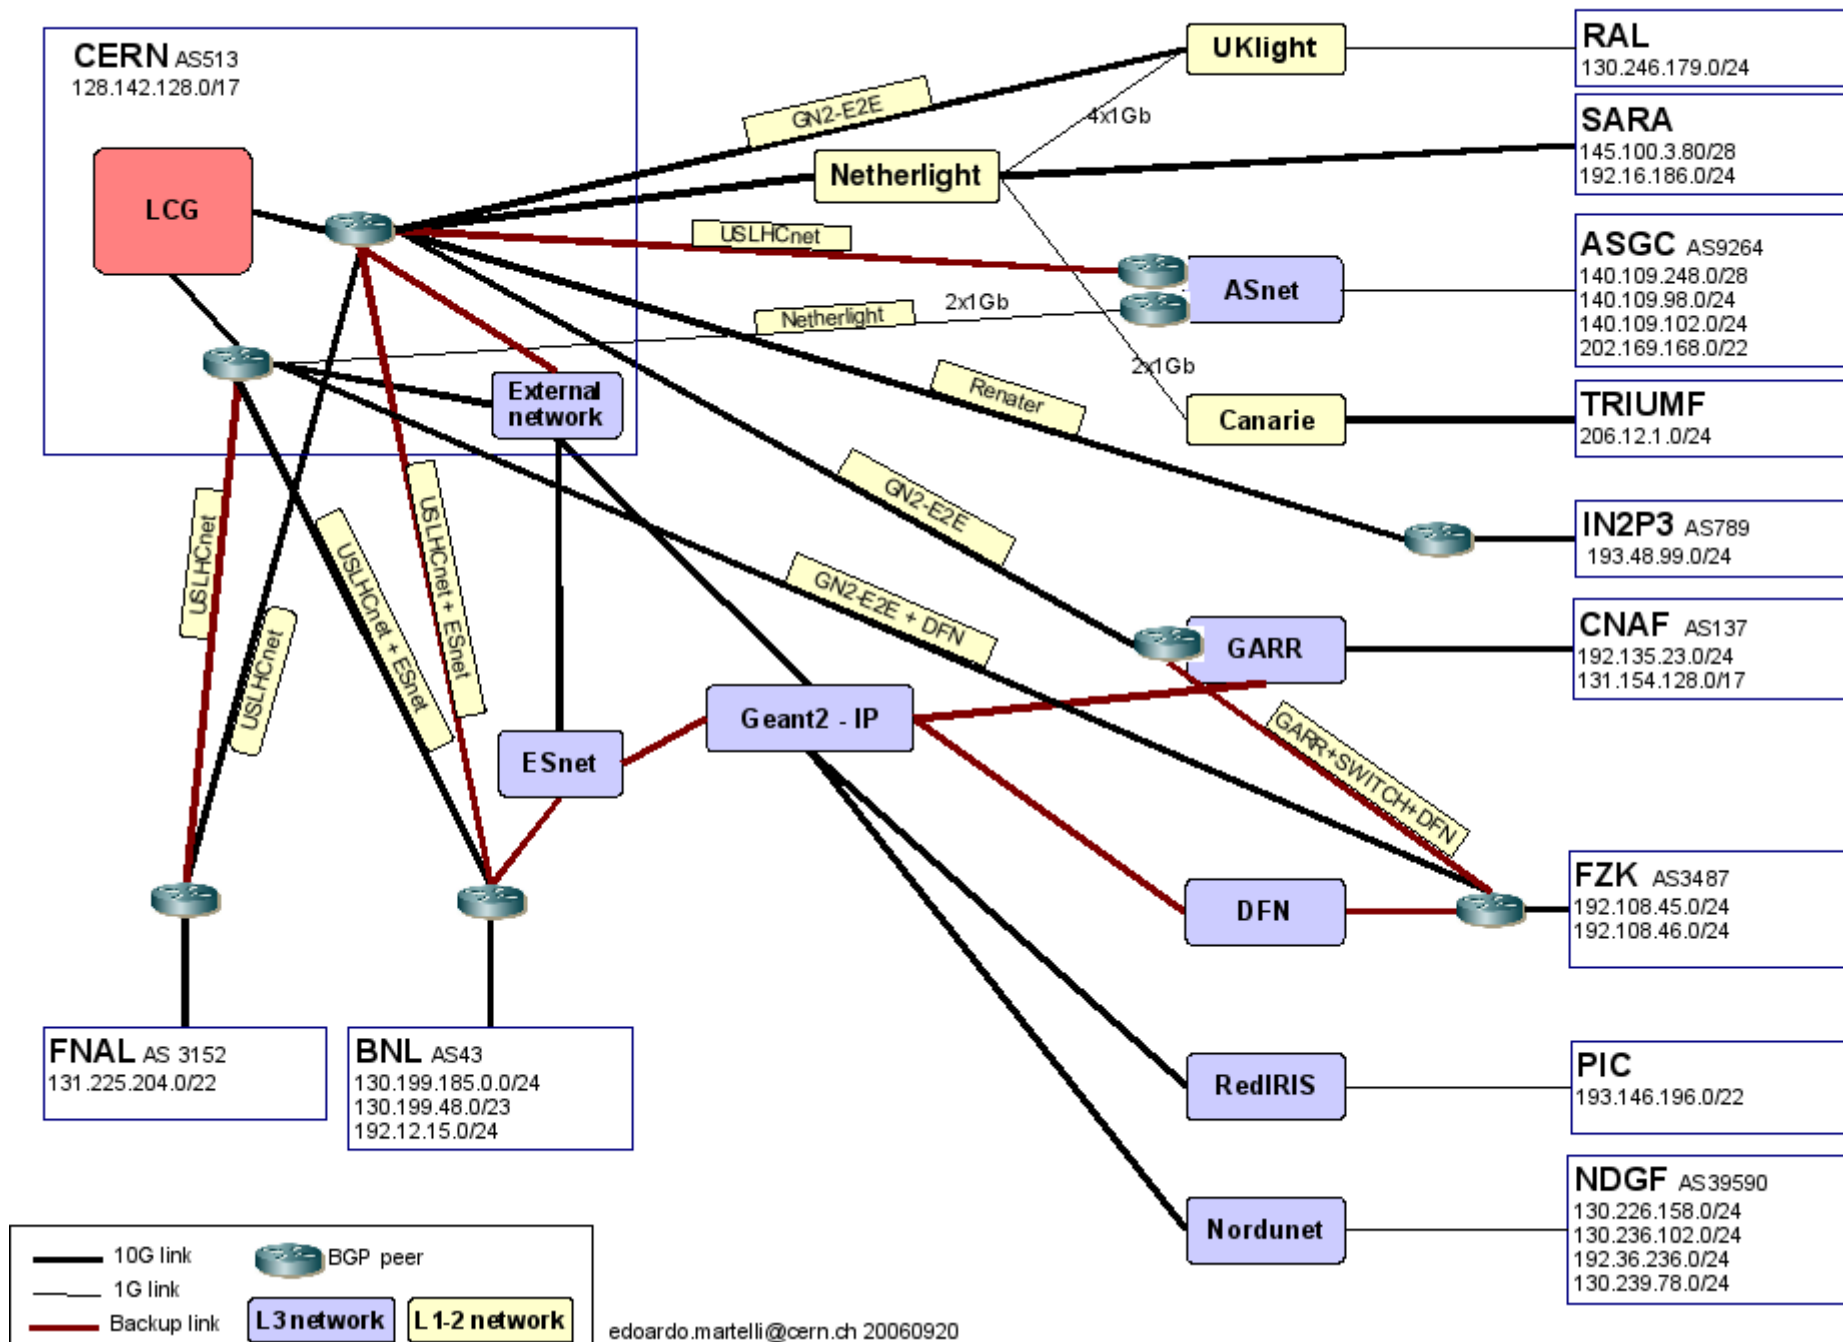 CERN AS513
128.142.128.0/17
LCG
External
network
GN2-E2E
UKlight
4x1Gb
Netherlight
USLHCnet
ASnet
Netherlight
2x1Gb
2x1Gb
Canarie
Renater
GN2-E2E
GN2-E2E + DFN
GARR
GARR+SWITCH+DFN
USLHCnet
USLHCnet
USLHCnet + ESnet
USLHCnet + ESnet
Geant2 - IP
ESnet
DFN
RedIRIS
Nordunet
RAL
130.246.179.0/24
SARA
145.100.3.80/28
192.16.186.0/24
ASGC AS9264
140.109.248.0/28
140.109.98.0/24
140.109.102.0/24
202.169.168.0/22
TRIUMF
206.12.1.0/24
IN2P3 AS789
193.48.99.0/24
CNAF AS137
192.135.23.0/24
131.154.128.0/17
FZK AS3487
192.108.45.0/24
192.108.46.0/24
PIC
193.146.196.0/22
NDGF AS39590
130.226.158.0/24
130.236.102.0/24
192.36.236.0/24
130.239.78.0/24
FNAL AS 3152
131.225.204.0/22
BNL AS43
130.199.185.0.0/24
130.199.48.0/23
192.12.15.0/24
10G link
1G link
Backup link
BGP peer
L3 network
L1-2 network
edoardo.martelli@cern.ch 20060920